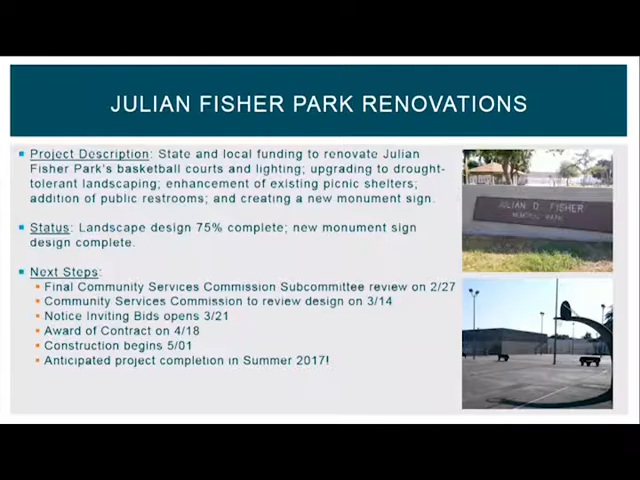 JULIAN FISHER PARK RENOVATIONS
Project Description: State and local funding to renovate Julian
Fisher Park's basketball courts and lighting; upgrading to drought-
tolerant landscaping; enhancement of existing picnic shelters;
addition of public restrooms; and creating a new monument sign.
Status: Landscape design 75% complete; new monument sign
design complete.
Next Steps:
Final Community Services Commission Subcommittee review on 2/27
Community Services Commission to review design on 3/14
Notice Inviting Bids opens 3/21
Award of Contract on 4/18
Construction begins 5/01
Anticipated project completion in Summer 2017!
JULIAN D. FISHER
MEMORIAL PARK